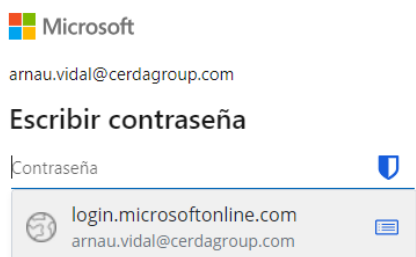 Microsoft
arnau.vidal@cerdagroup.com
Escribir contraseña
Contraseña
login.microsoftonline.com
arnau.vidal@cerdagroup.com